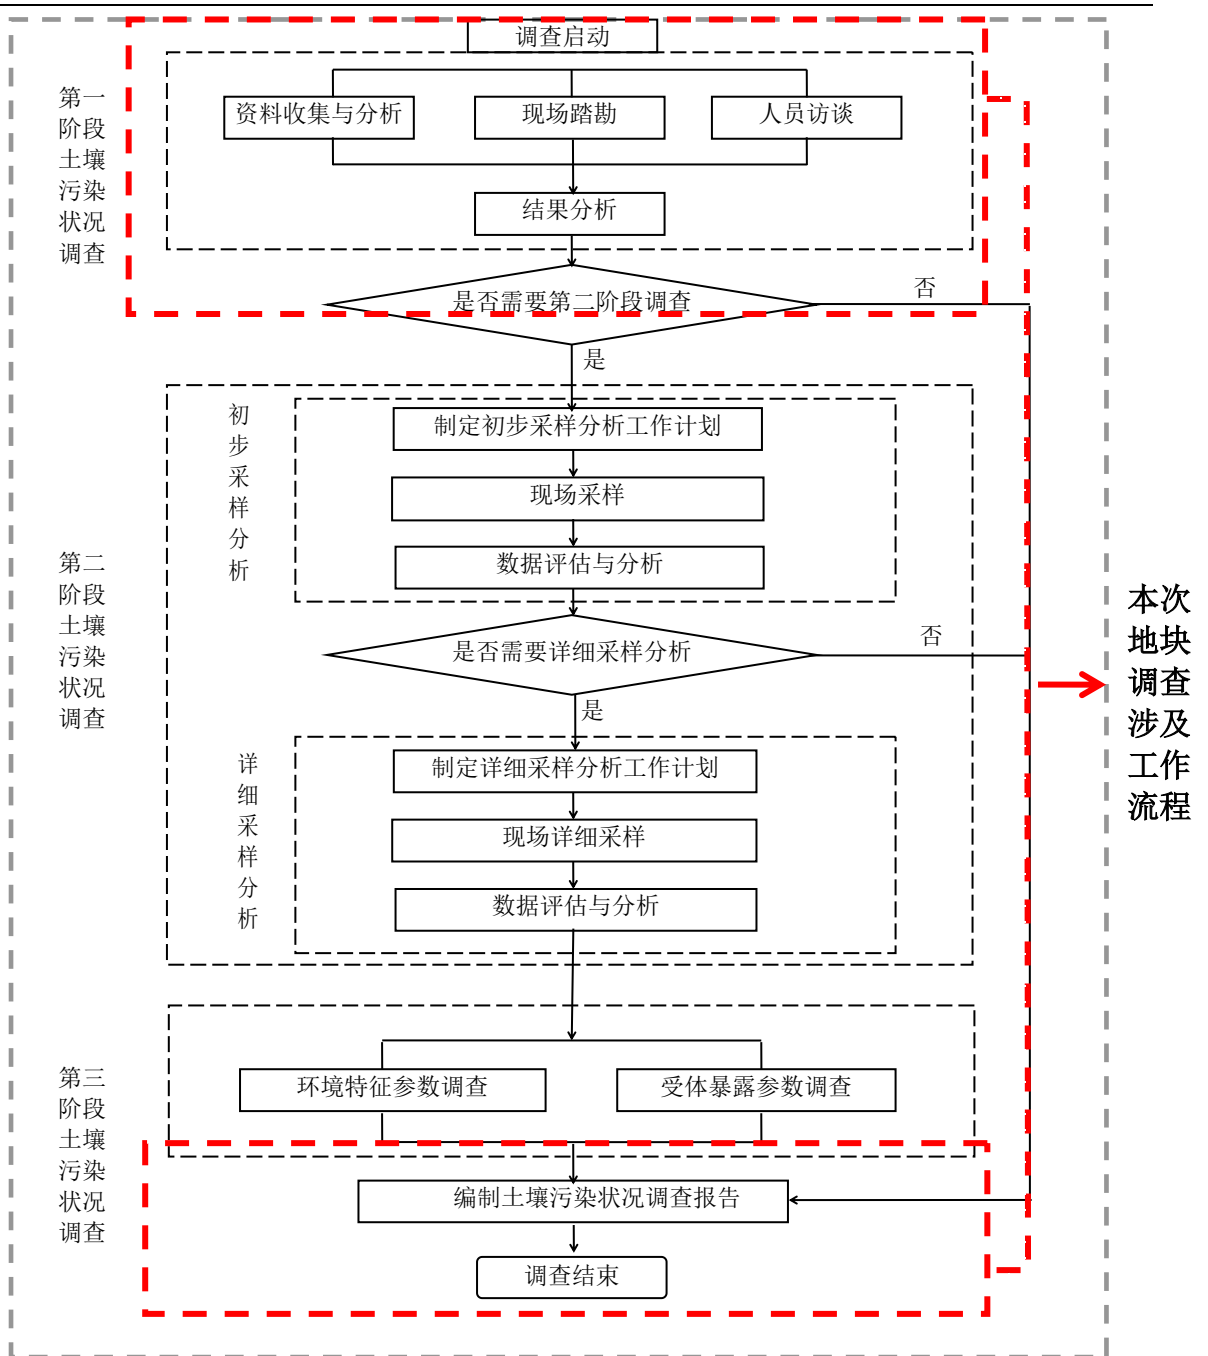 调查启动
资料收集与分析
现场踏勘
人员访谈
第一
阶段
土壤
污染
状况
调查
结果分析
是否需要第二阶段调查
否
是
初
步
采
样
分
析
制定初步采样分析工作计划
现场采样
数据评估与分析
第二
阶段
土壤
污染
状况
调查
是否需要详细采样分析
否
是
详
细
采
样
分
析
制定详细采样分析工作计划
现场详细采样
数据评估与分析
第三
阶段
土壤
污染
状况
调查
环境特征参数调查
受体暴露参数调查
编制土壤污染状况调查报告
调查结束
本次
地块
调查
涉及
工作
流程